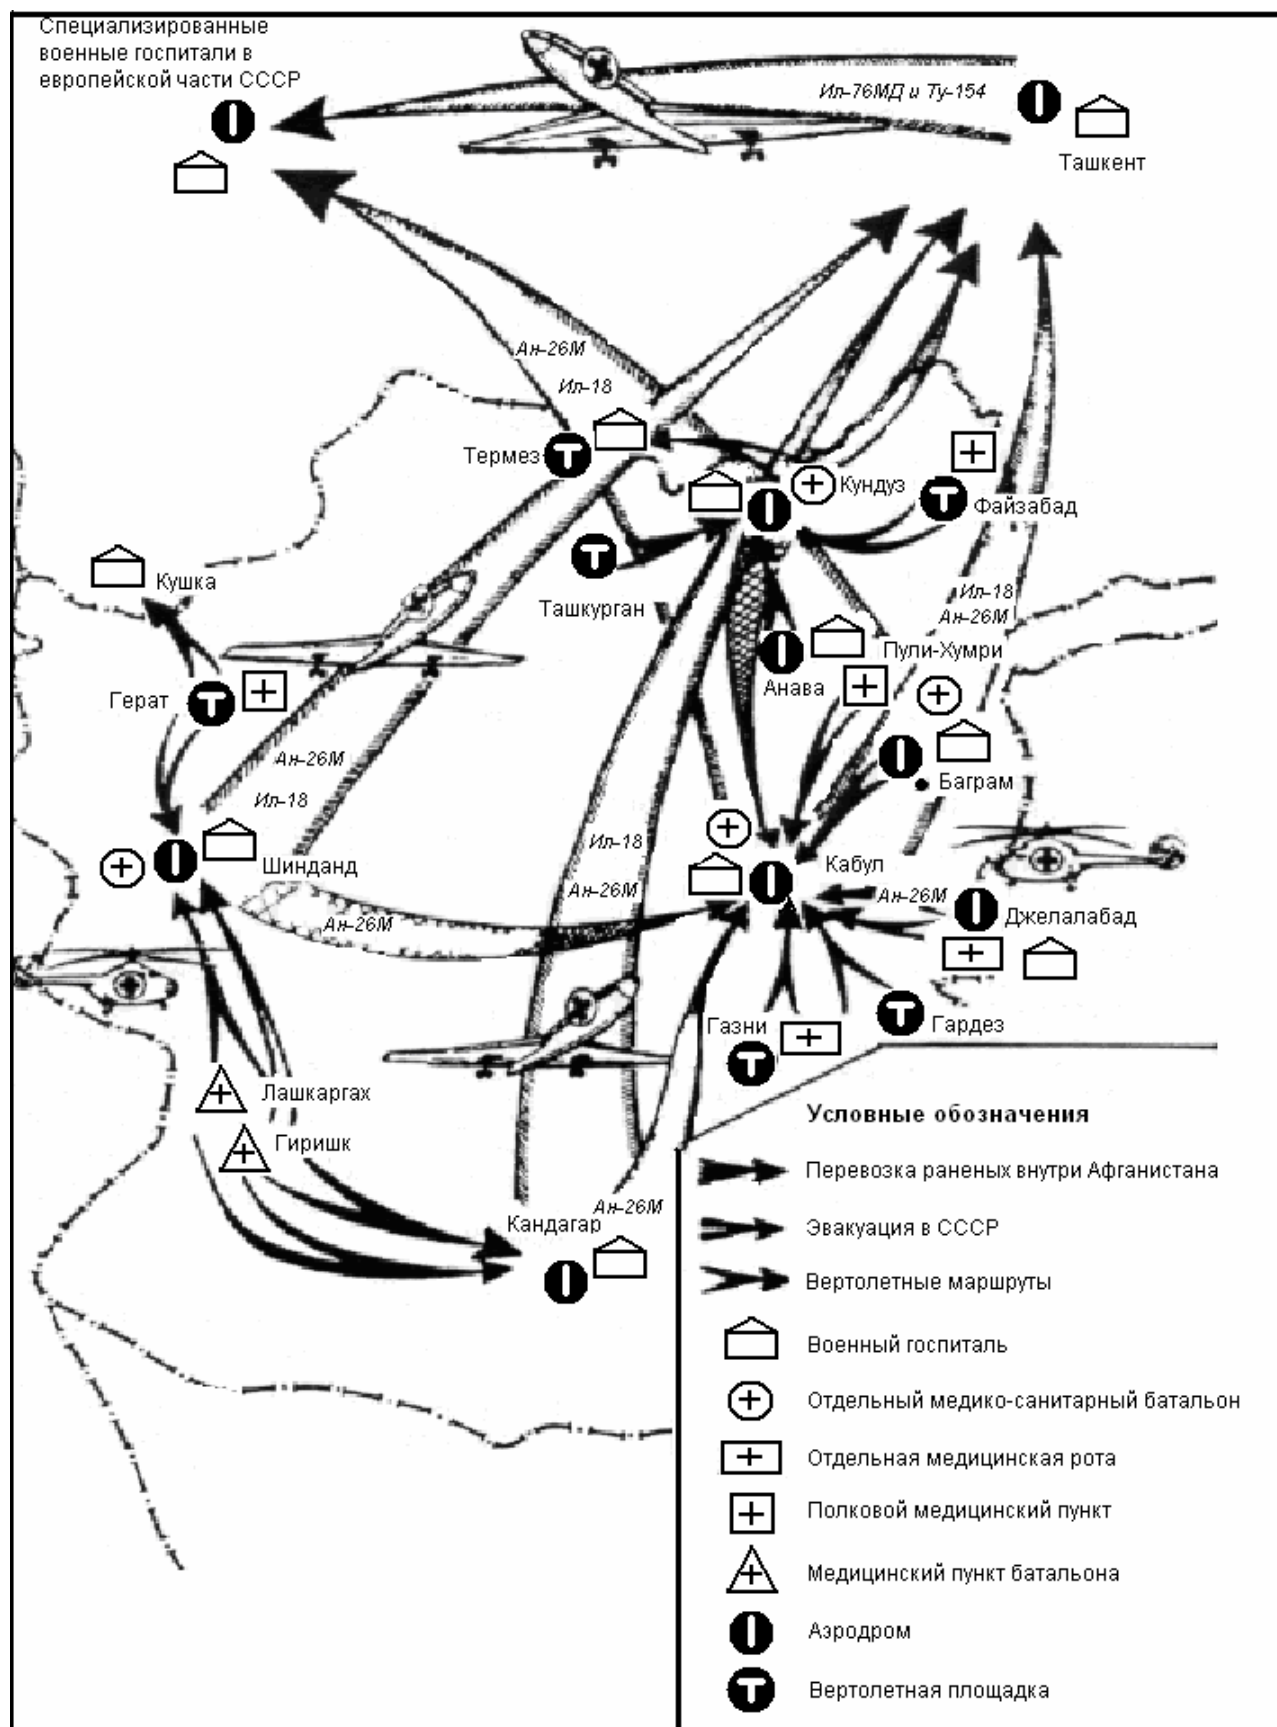 Специализированные
военные госпитали в
европейской части СССР
Ил-76МД и Ту-154
Ташкент
Ан-26М
Ил-18
Термез
Кундуз
Файзабад
Кушка
Ташкурган
Ил-18
Ан-26М
Пули-Хумри
Анава
Герат
Ан-26М
Баграм
Ил-18
Ил-18
Шинданд
Кабул
Ан-26М
Ан-26М
Ан-26М
Джелалабад
Газни
Гардез
Лашкаргах
Гиришк
Ан-26М
Кандагар
Условные обозначения
Перевозка раненых внутри Афганистана
Эвакуация в СССР
Вертолетные маршруты
Военный госпиталь
Отдельный медико-санитарный батальон
Отдельная медицинская рота
Полковой медицинский пункт
Медицинский пункт батальона
Аэродром
Вертолетная площадка